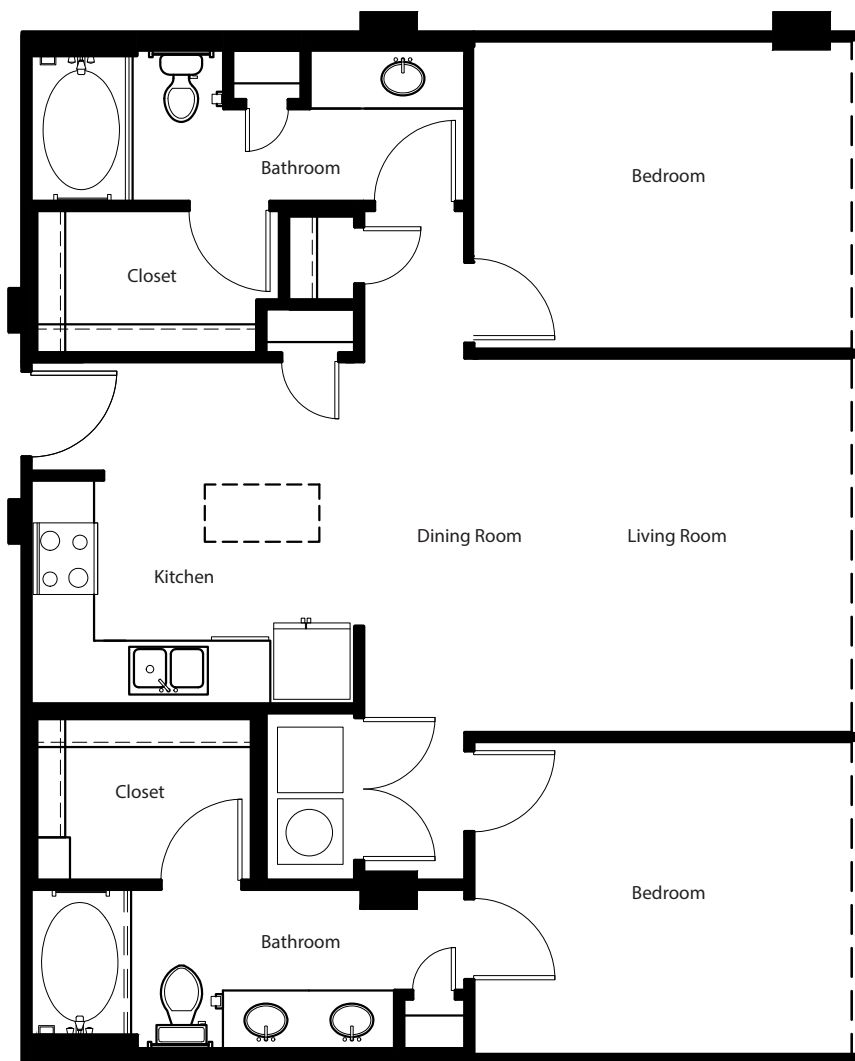 Bathroom
Bedroom
Closet
Dining Room
Living Room
Kitchen
Closet
Bedroom
Bathroom